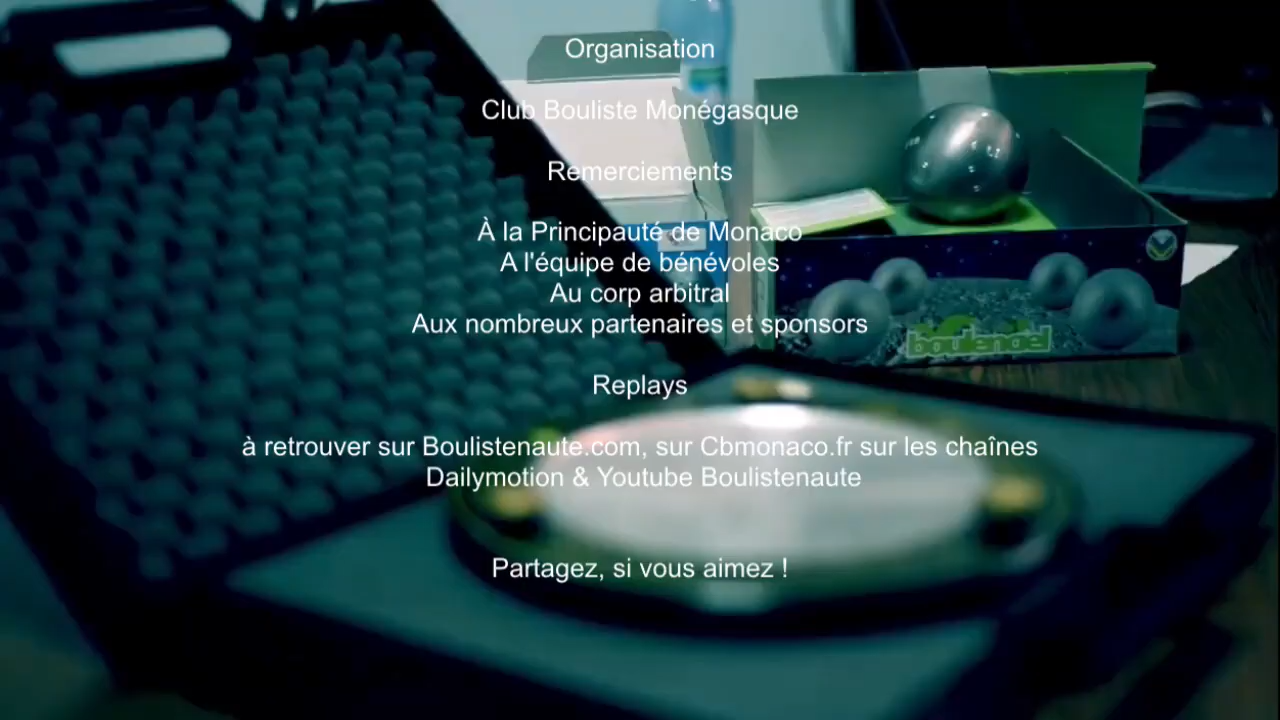 Organisation
Club Bouliste Monégasque
Remerciements
À la Principauté de Monaco
A l'équipe de bénévoles
Au corp arbitral
Aux nombreux partenaires et sponsors
boulenciel
Replays
à retrouver sur Boulistenaute.com, sur Cbmonaco.fr sur les chaînes
Dailymotion & Youtube Boulistenaute
Partagez, si vous aimez !